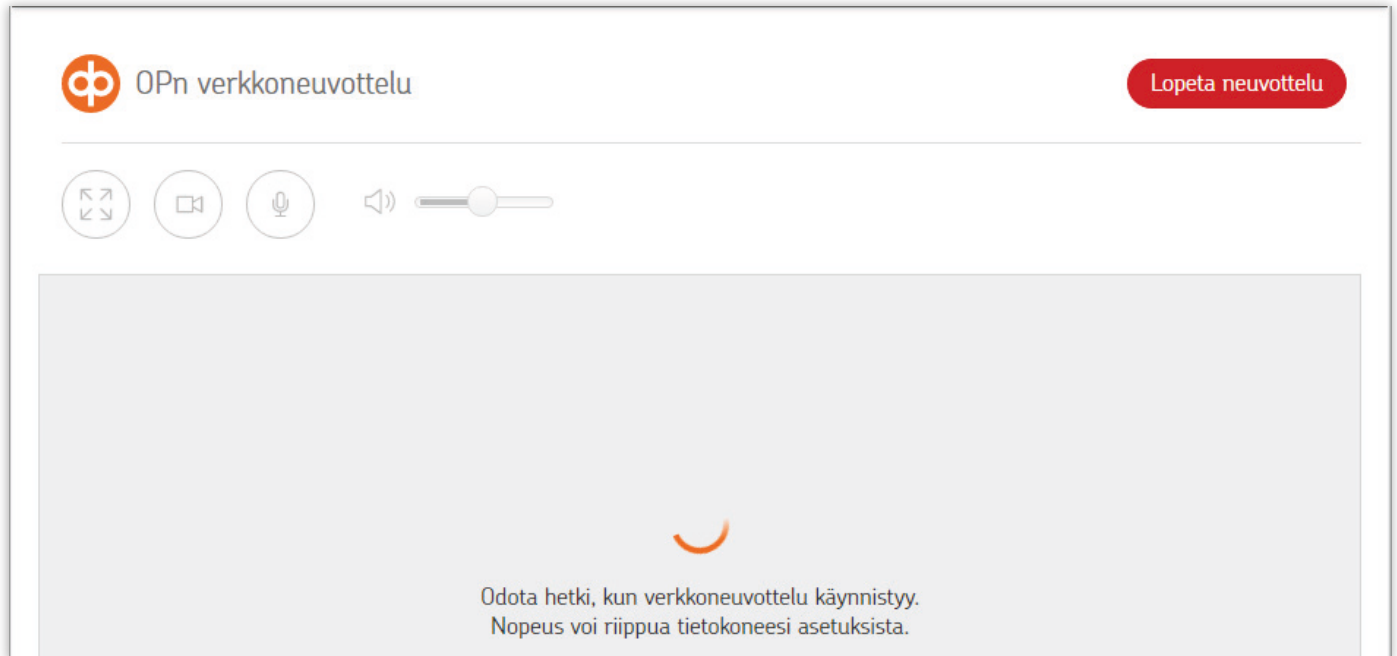 OPn verkkoneuvottelu
Lopeta neuvottelu
Odota hetki, kun verkkoneuvottelu käynnistyy.
Nopeus voi riippua tietokoneesi asetuksista.